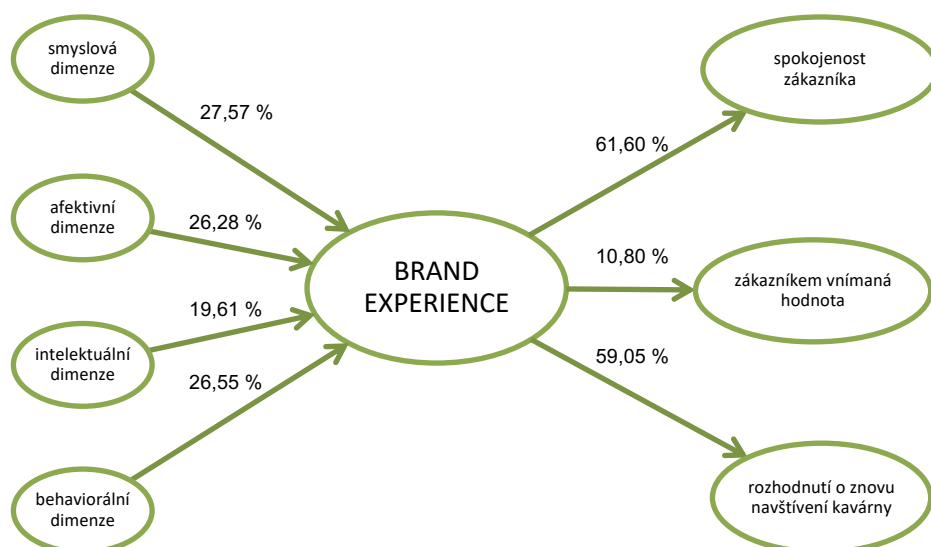 smyslová
dimenze
27,57 %
afektivní
dimenze
26,28 %
intelektuální
dimenze
19,61 %
behaviorální
dimenze
26,55 %
BRAND
EXPERIENCE
61,60 %
spokojenost
zákazníka
10,80 %
zákazníkem vnímaná
hodnota
59,05 %
rozhodnutí o znovu
navštívení kavárny